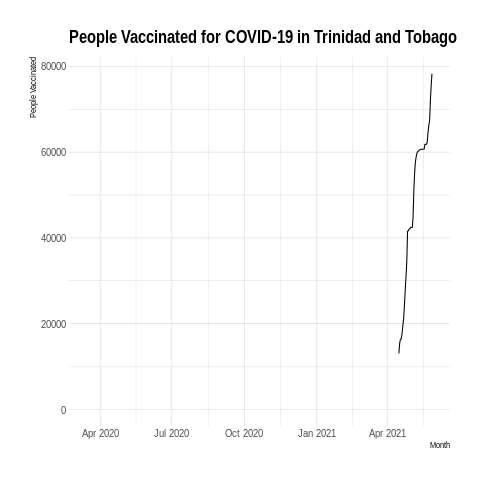 People Vaccinated for COVID-19 in Trinidad and Tobago
People Vaccinated
80000
60000
40000
20000
0
Apr 2020 Jul 2020 Oct 2020 Jan 2021 Apr 2021
Month